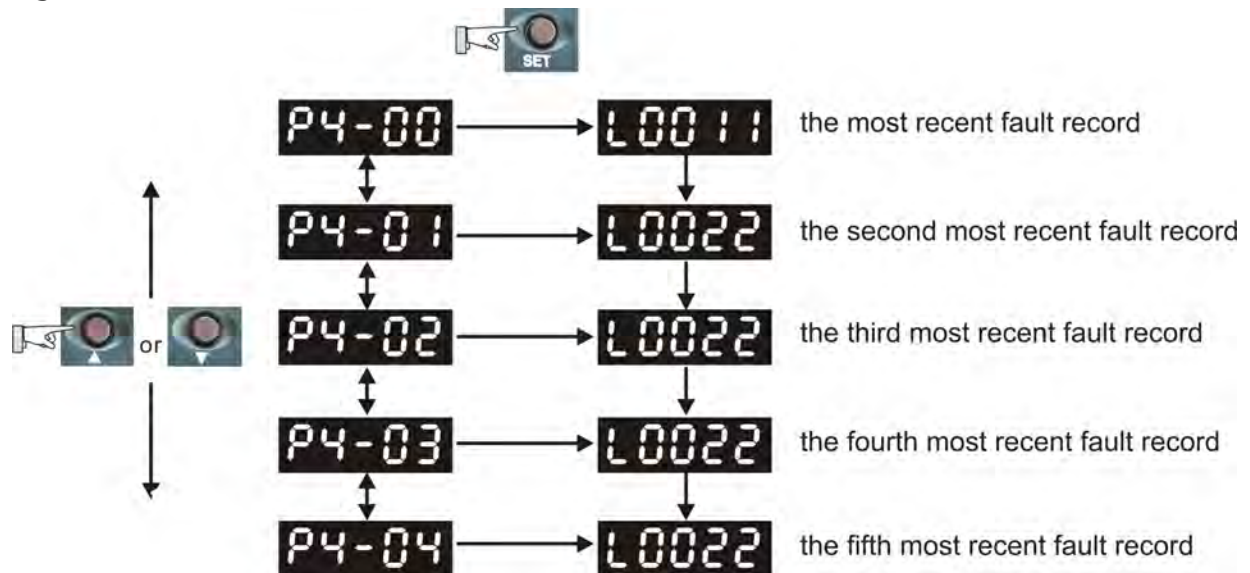 SET
P4-00 L0011 the most recent fault record
P4-01 L0022 the second most recent fault record
P4-02 L0022 the third most recent fault record
or
P4-03 L0022 the fourth most recent fault record
P4-04 L0022 the fifth most recent fault record